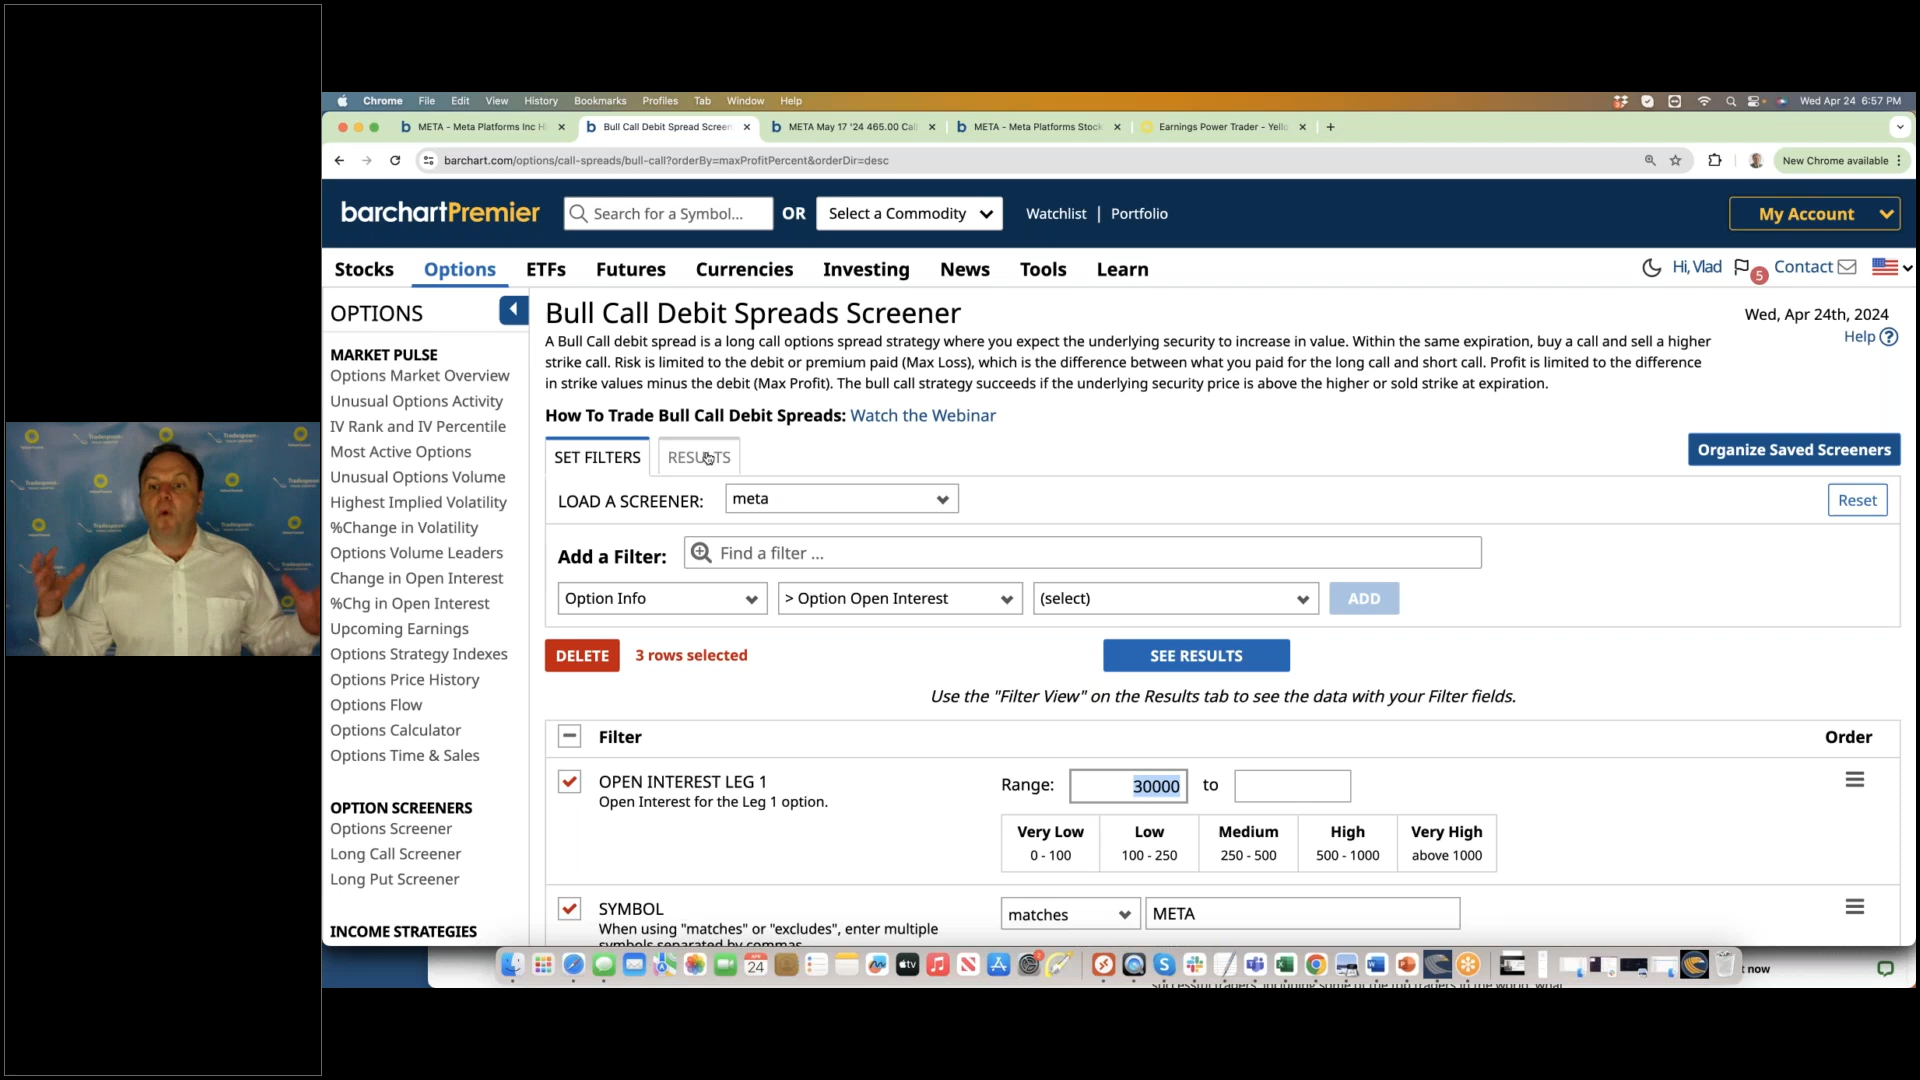 Chrome File Edit View History Bookmarks Profiles Tab Window Help
Wed Apr 24 6:57 PM
META - Meta Platforms Inc H
Bull Call Debit Spread Screen
META May 17 '24 465.00 Call
META - Meta Platforms Stock
Earnings Power Trader - Yello
barchart.com/options/call-spreads/bull-call?orderBy=maxProfitPercent&orderDir=desc
New Chrome available
barchartPremier
Search for a Symbol...
OR
Select a Commodity
Watchlist | Portfolio
My Account
Stocks Options ETFs Futures Currencies Investing News Tools Learn
Hi, Vlad
5
Contact
OPTIONS
MARKET PULSE
Options Market Overview
Unusual Options Activity
IV Rank and IV Percentile
Most Active Options
Unusual Options Volume
Highest Implied Volatility
%Change in Volatility
Options Volume Leaders
Change in Open Interest
%Chg in Open Interest
Upcoming Earnings
Options Strategy Indexes
Options Price History
Options Flow
Options Calculator
Options Time & Sales
OPTION SCREENERS
Options Screener
Long Call Screener
Long Put Screener
INCOME STRATEGIES
Bull Call Debit Spreads Screener
Wed, Apr 24th, 2024
Help ?
A Bull Call debit spread is a long call options spread strategy where you expect the underlying security to increase in value. Within the same expiration, buy a call and sell a higher
strike call. Risk is limited to the debit or premium paid (Max Loss), which is the difference between what you paid for the long call and short call. Profit is limited to the difference
in strike values minus the debit (Max Profit). The bull call strategy succeeds if the underlying security price is above the higher or sold strike at expiration.
How To Trade Bull Call Debit Spreads: Watch the Webinar
SET FILTERS
RESULTS
Organize Saved Screeners
LOAD A SCREENER:
meta
Reset
Add a Filter:
Find a filter ...
Option Info
> Option Open Interest
(select)
ADD
DELETE
3 rows selected
SEE RESULTS
Use the "Filter View" on the Results tab to see the data with your Filter fields.
Filter
Order
OPEN INTEREST LEG 1
Open Interest for the Leg 1 option.
Range: 30000 to
Very Low Low Medium High Very High
0 - 100 100 - 250 250 - 500 500 - 1000 above 1000
SYMBOL
When using "matches" or "excludes", enter multiple
symbols separated by commas
matches
META
APR
24
tv
t now